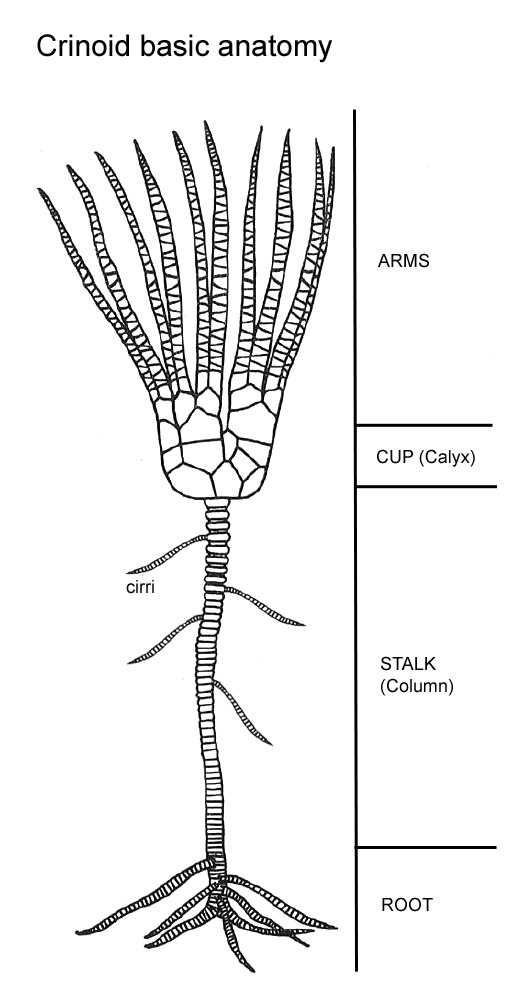 Crinoid basic anatomy
ARMS
CUP (Calyx)
cirri
STALK
(Column)
ROOT